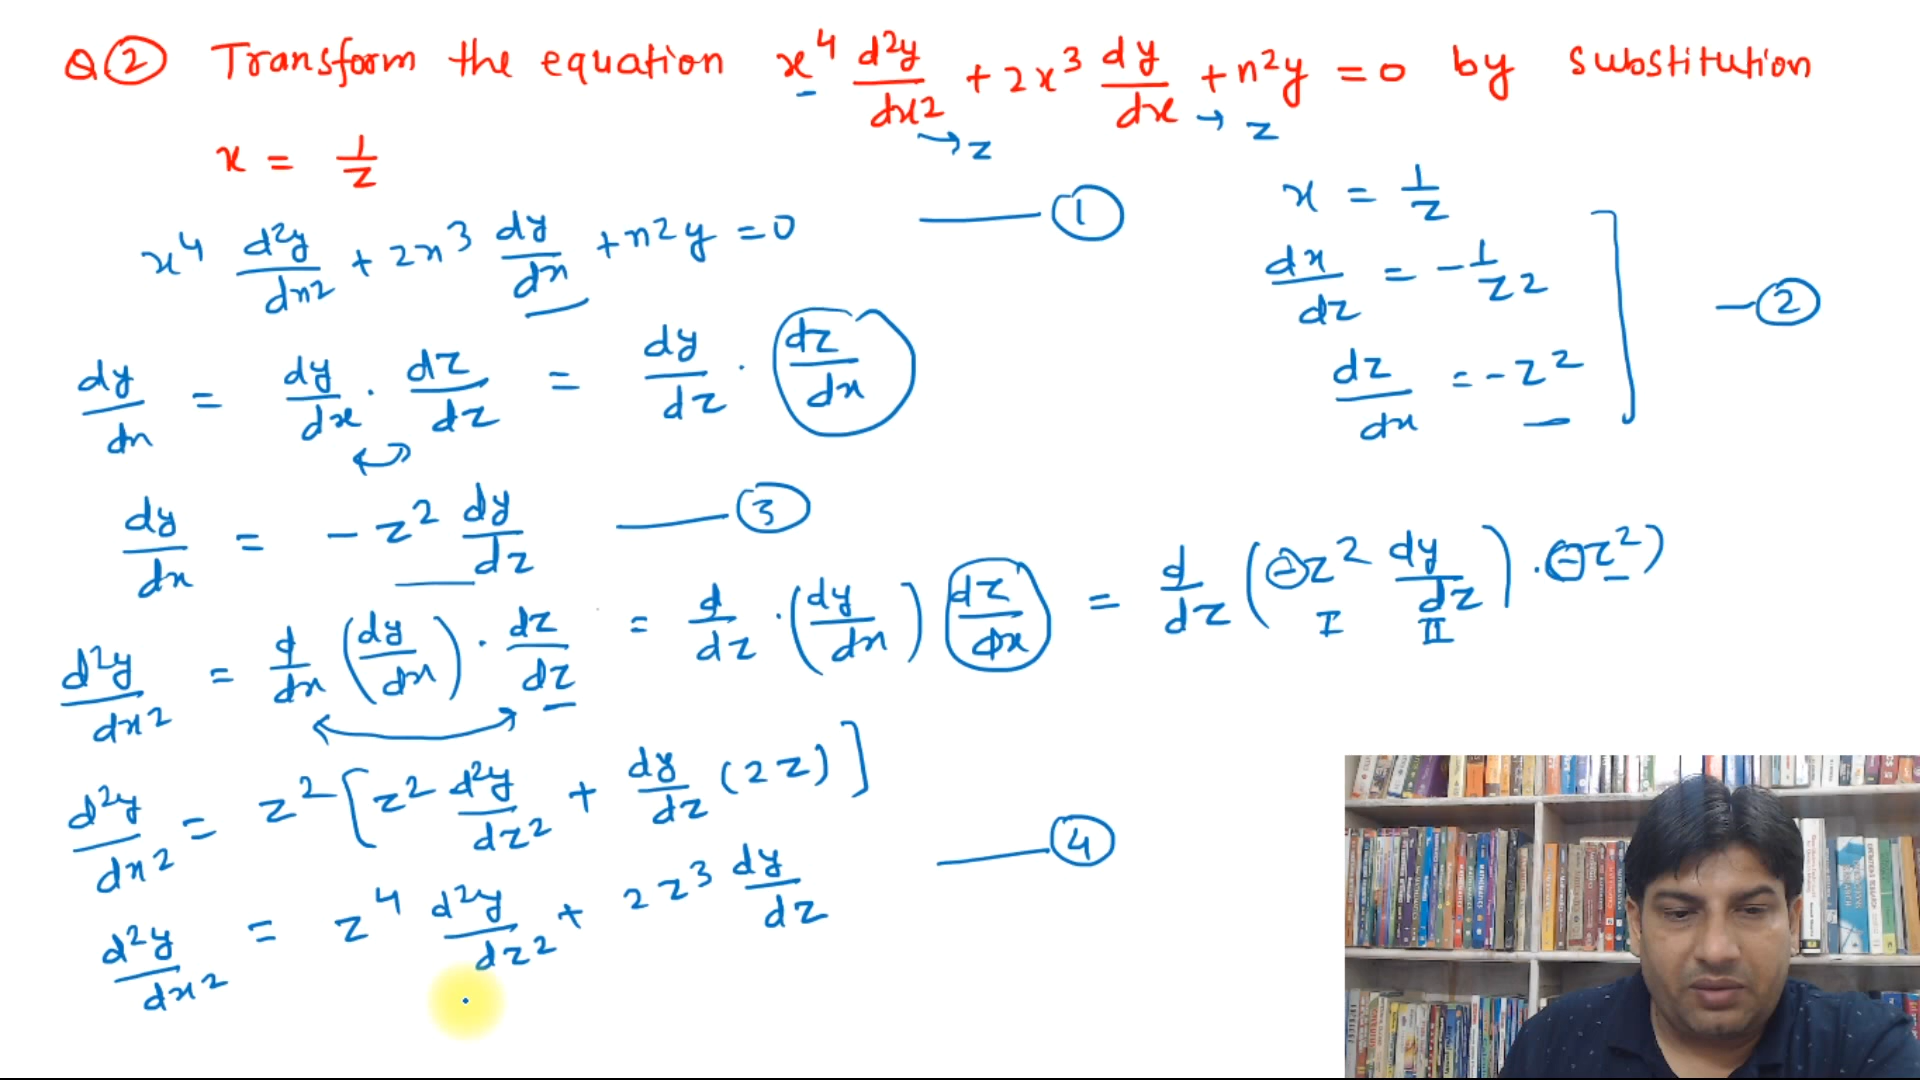 Q② Transform the equation x⁴ d²y/dx² + 2x³ dy/dx + n²y = 0 by substitution
→ z → z
x = 1/z
x⁴ d²y/dx² + 2x³ dy/dx + n²y = 0 —— ①
x = 1/z
dx/dz = -1/z²
dz/dx = -z²
— ②
dy/dx = dy/dx . dz/dz = dy/dz . dz/dx
dy/dx = - z² dy/dz —— ③
d²y/dx² = d/dx (dy/dx) . dz/dz = d/dz . (dy/dx) dz/dx = d/dz (-z² dy/dz) . -z²)
I II
d²y/dx² = z² [z² d²y/dz² + dy/dz (2z)]
d²y/dx² = z⁴ d²y/dz² + 2z³ dy/dz —— ④